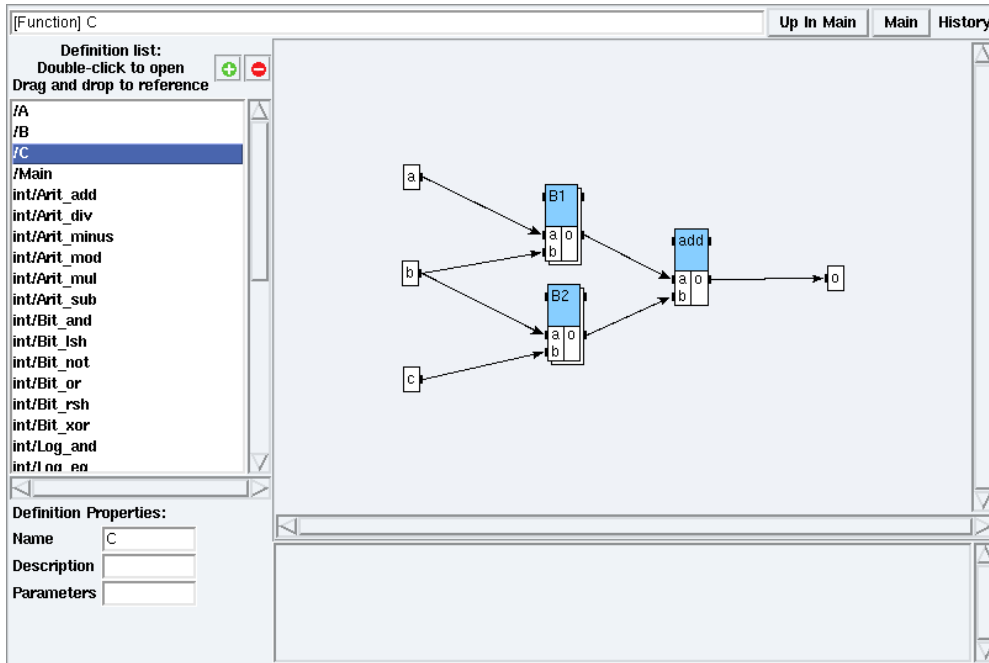 [Function] C
Up In Main
Main
History
Definition list:
Double-click to open
Drag and drop to reference
/A
/B
/C
/Main
int/Arit_add
int/Arit_div
int/Arit_minus
int/Arit_mod
int/Arit_mul
int/Arit_sub
int/Bit_and
int/Bit_lsh
int/Bit_not
int/Bit_or
int/Bit_rsh
int/Bit_xor
int/Log_and
int/Log_eq
Definition Properties:
Name C
Description
Parameters
a
b
c
B1
a o
b
B2
a o
b
add
a o
b
o